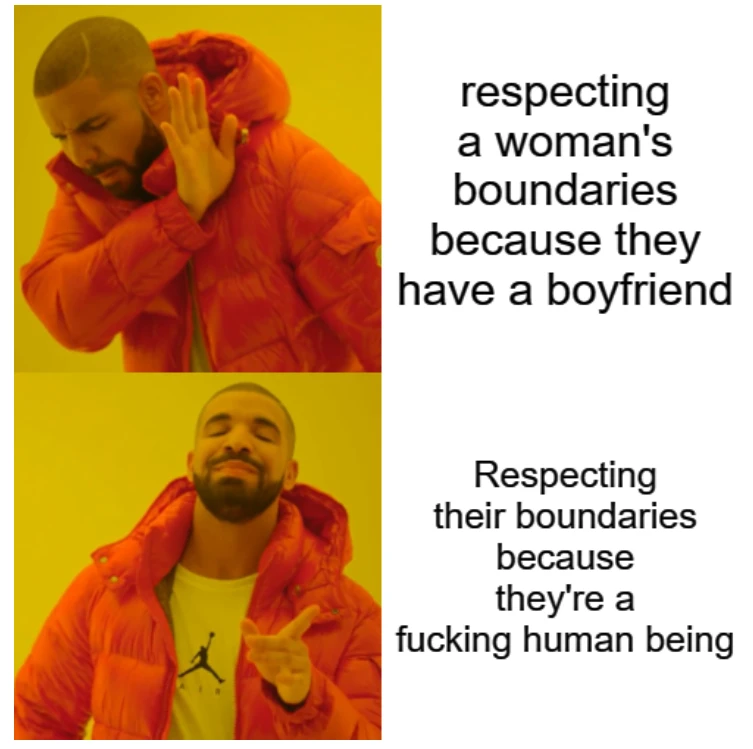 respecting
a woman's
boundaries
because they
have a boyfriend
Respecting
their boundaries
because
they're a
fucking human being
A I R